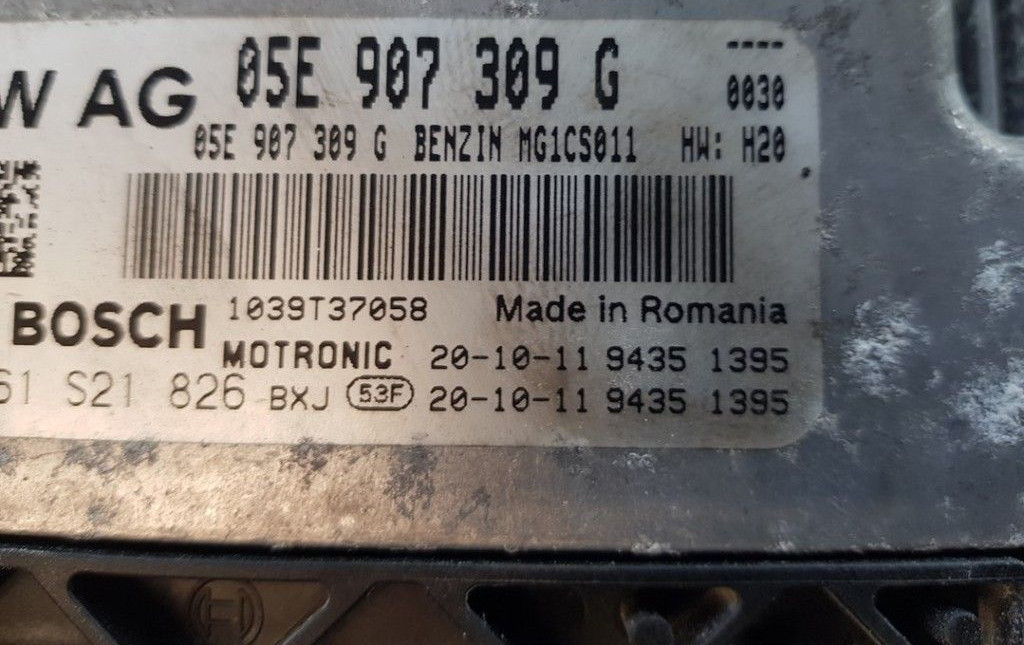 W AG 05E 907 309 G ----
0030
05E 907 309 G BENZIN MG1CS011 HW: H20
BOSCH 1039T37058 Made in Romania
MOTRONIC 20-10-11 9435 1395
61 S21 826 BXJ 53F 20-10-11 9435 1395